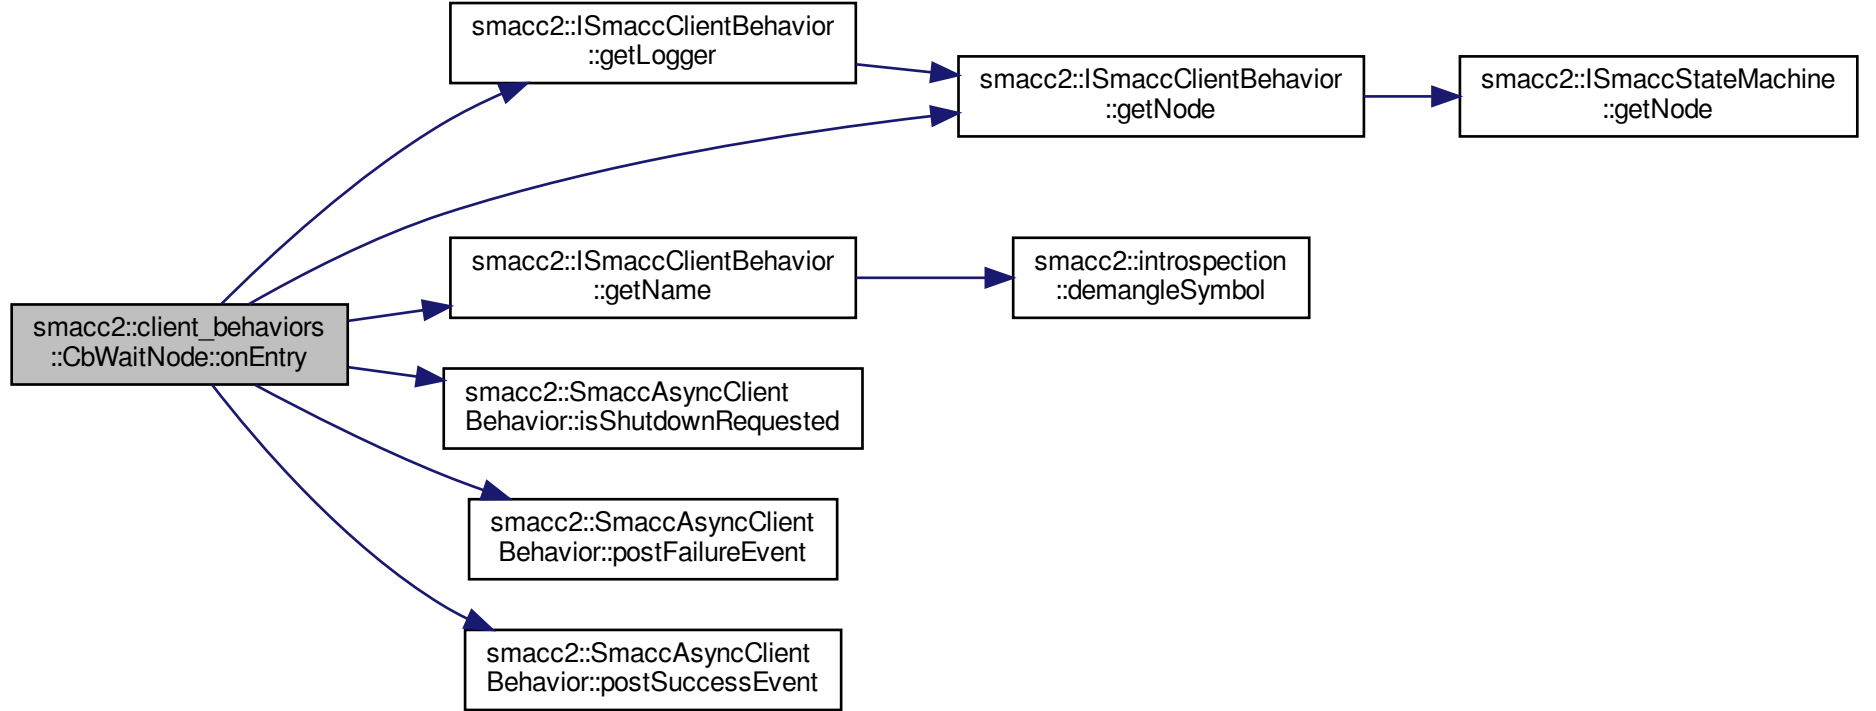 smacc2::ISmaccClientBehavior
::getLogger
smacc2::ISmaccClientBehavior
::getNode
smacc2::ISmaccStateMachine
::getNode
smacc2::ISmaccClientBehavior
::getName
smacc2::introspection
::demangleSymbol
smacc2::client_behaviors
::CbWaitNode::onEntry
smacc2::SmaccAsyncClient
Behavior::isShutdownRequested
smacc2::SmaccAsyncClient
Behavior::postFailureEvent
smacc2::SmaccAsyncClient
Behavior::postSuccessEvent